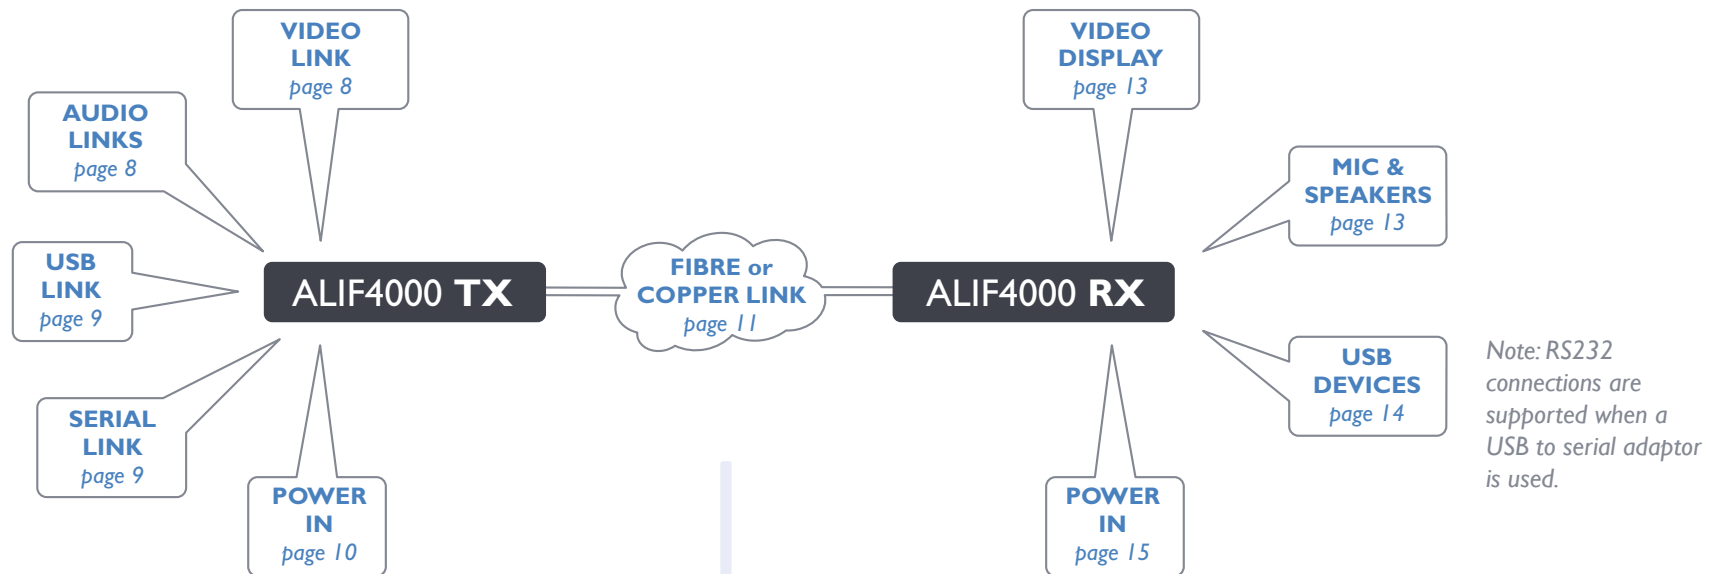 VIDEO
LINK
page 8
AUDIO
LINKS
page 8
USB
LINK
page 9
SERIAL
LINK
page 9
POWER
IN
page 10
ALIF4000 TX
FIBRE or
COPPER LINK
page 11
ALIF4000 RX
VIDEO
DISPLAY
page 13
MIC &
SPEAKERS
page 13
USB
DEVICES
page 14
POWER
IN
page 15
Note: RS232
connections are
supported when a
USB to serial adaptor
is used.